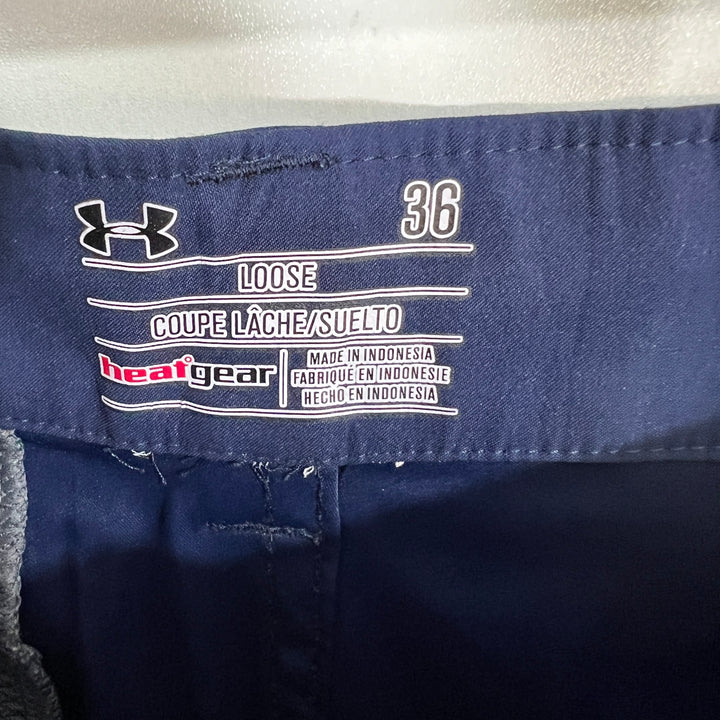 36
LOOSE
COUPE LÂCHE/SUELTO
heatgear
MADE IN INDONESIA
FABRIQUÉ EN INDONESIE
HECHO EN INDONESIA